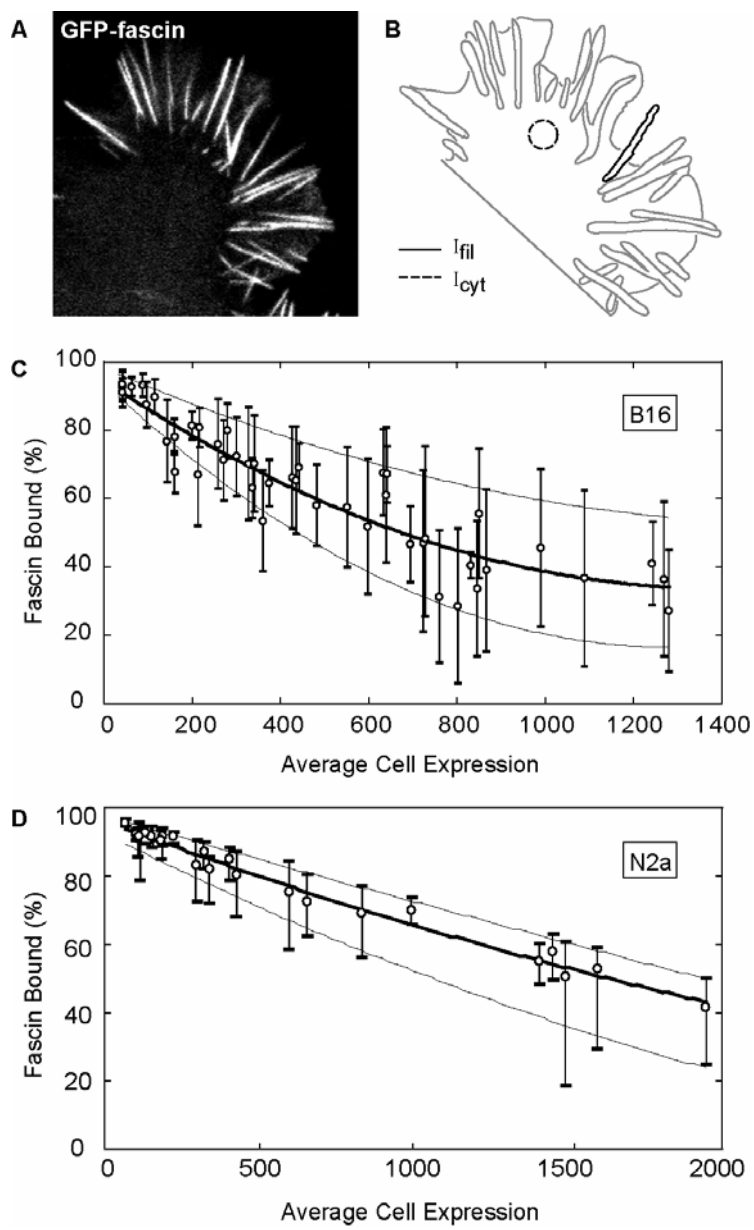 A
GFP-fascin
B
I_fil
I_cyt
C
100
80
60
40
20
0
Fascin Bound (%)
B16
0 200 400 600 800 1000 1200 1400
Average Cell Expression
D
100
80
60
40
20
0
Fascin Bound (%)
N2a
500 1000 1500 2000
Average Cell Expression